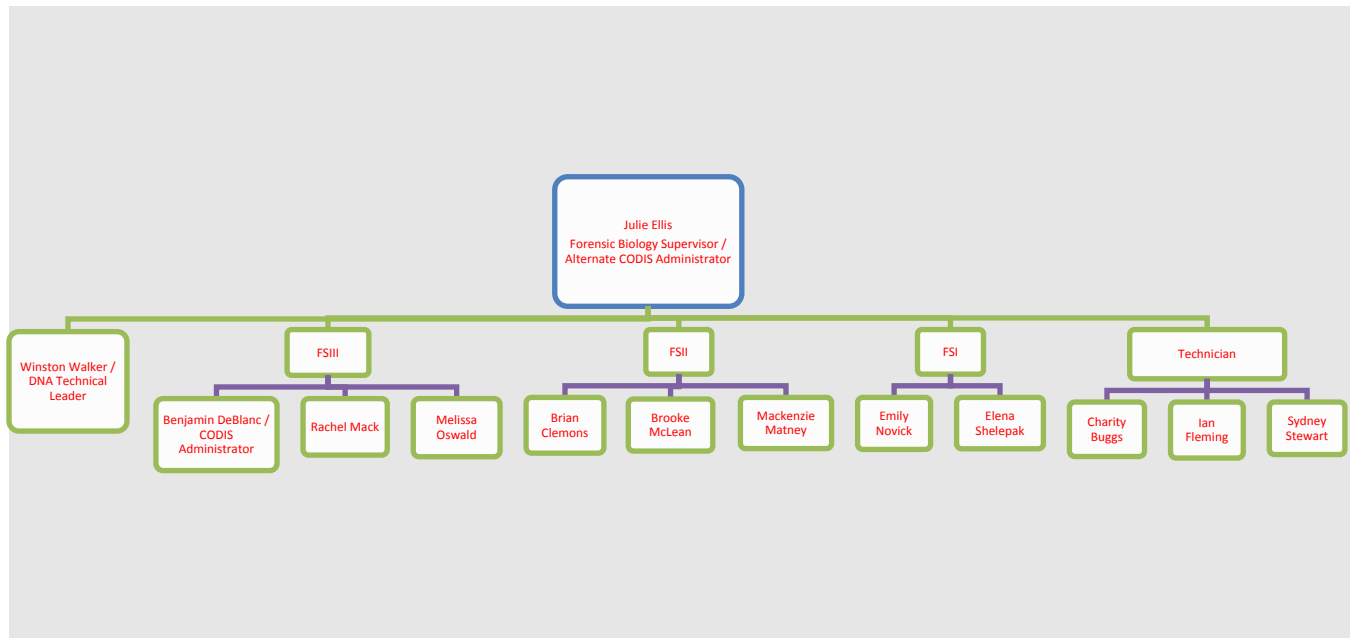 Julie Ellis
Forensic Biology Supervisor /
Alternate CODIS Administrator
Winston Walker /
DNA Technical
Leader
FSIII
FSII
FSI
Technician
Benjamin DeBlanc /
CODIS
Administrator
Rachel Mack
Melissa
Oswald
Brian
Clemons
Brooke
McLean
Mackenzie
Matney
Emily
Novick
Elena
Shelepak
Charity
Buggs
Ian
Fleming
Sydney
Stewart